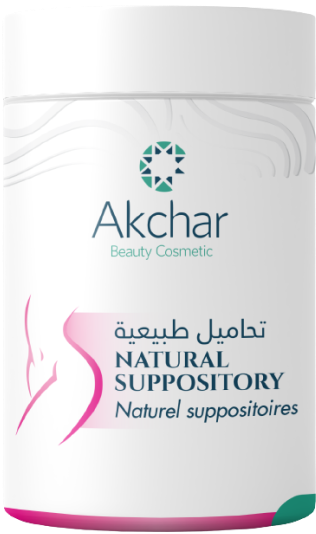 Akchar
Beauty Cosmetic
تحاميل طبيعية
NATURAL
SUPPOSITORY
Naturel suppositoires